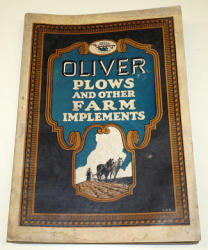 OLIVER
PLOWS
AND OTHER
FARM
IMPLEMENTS